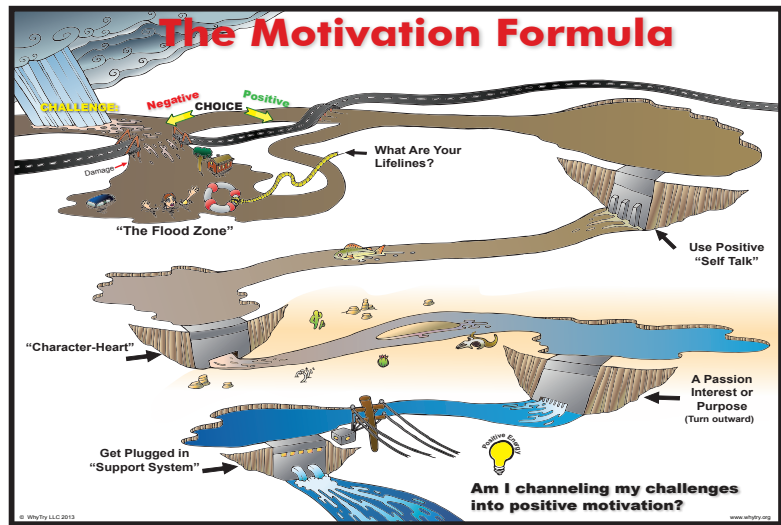 The Motivation Formula
CHALLENGE:
Negative
CHOICE
Positive
Damage
What Are Your
Lifelines?
"The Flood Zone"
Use Positive
"Self Talk"
"Character-Heart"
A Passion
Interest or
Purpose
(Turn outward)
Get Plugged in
"Support System"
Positive Energy
Am I channeling my challenges
into positive motivation?
© WhyTry LLC 2013
www.whytry.org